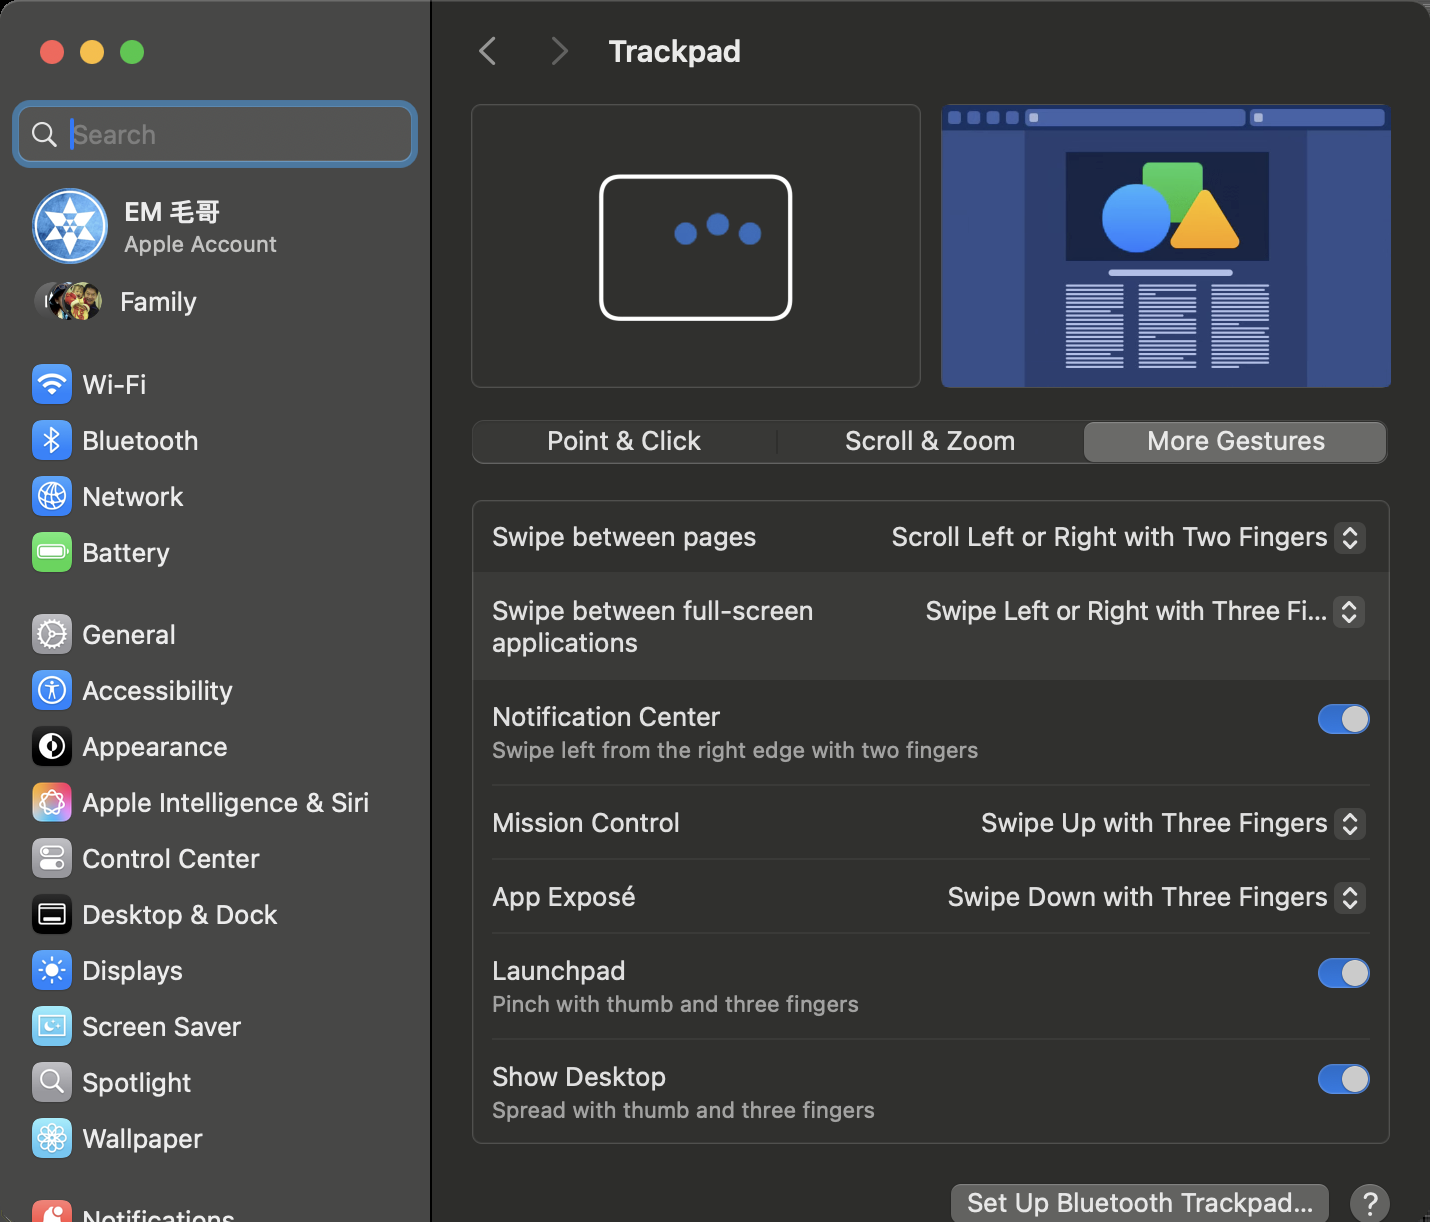 Search
EM 毛哥
Apple Account
Family
Wi-Fi
Bluetooth
Network
Battery
General
Accessibility
Appearance
Apple Intelligence & Siri
Control Center
Desktop & Dock
Displays
Screen Saver
Spotlight
Wallpaper
Notifications
Trackpad
Point & Click
Scroll & Zoom
More Gestures
Swipe between pages
Scroll Left or Right with Two Fingers
Swipe between full-screen
applications
Swipe Left or Right with Three Fi...
Notification Center
Swipe left from the right edge with two fingers
Mission Control
Swipe Up with Three Fingers
App Exposé
Swipe Down with Three Fingers
Launchpad
Pinch with thumb and three fingers
Show Desktop
Spread with thumb and three fingers
Set Up Bluetooth Trackpad...
?